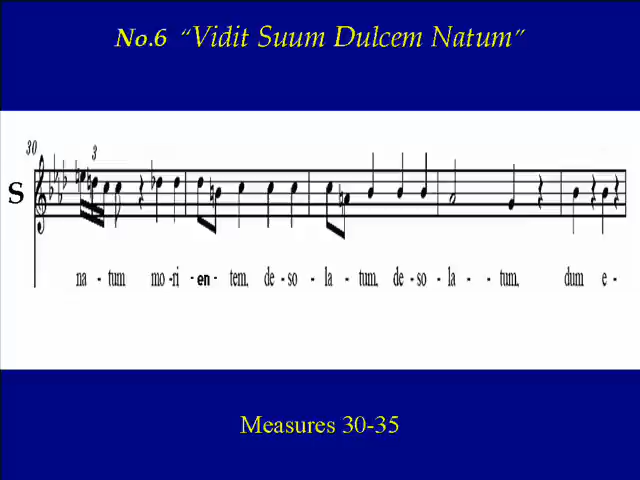 No.6 “Vidit Suum Dulcem Natum”
30
3
S
na - tum mo - ri - en - tem, de - so - la - tum, de - so - la - - tum, dum e -
Measures 30-35